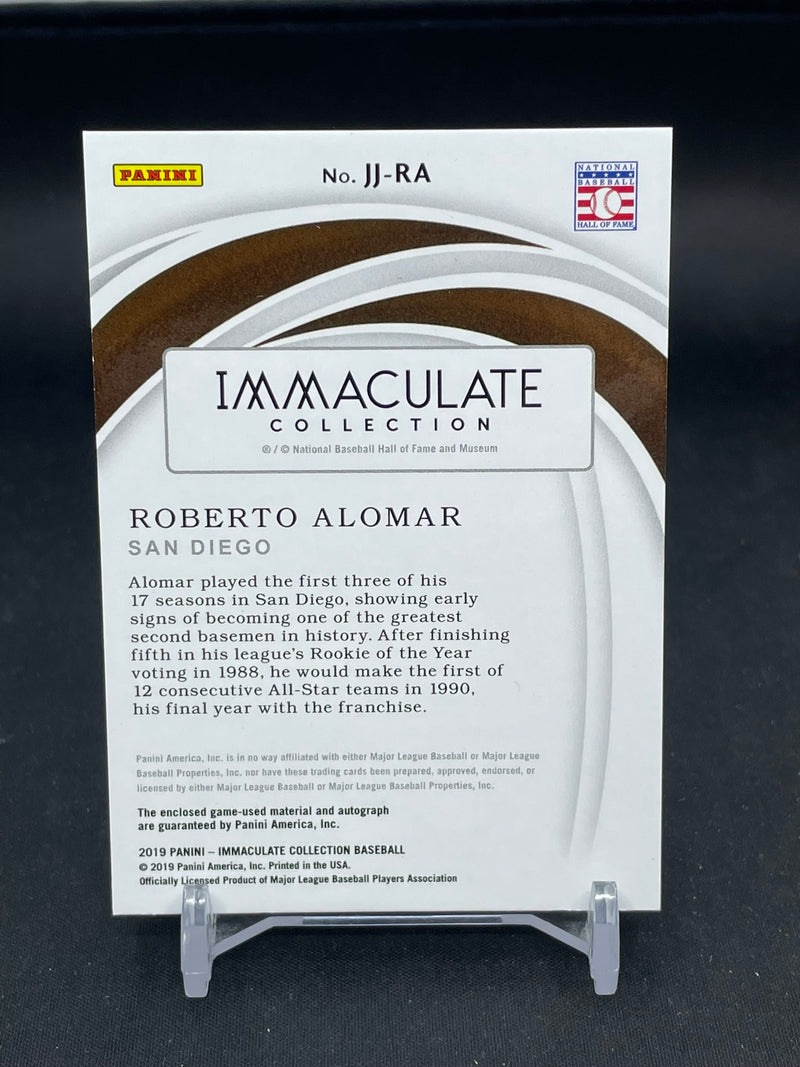 PANINI
No. JJ-RA
NATIONAL
BASEBALL
HALL OF FAME
IMMACULATE
COLLECTION
® / © National Baseball Hall of Fame and Museum
ROBERTO ALOMAR
SAN DIEGO
Alomar played the first three of his
17 seasons in San Diego, showing early
signs of becoming one of the greatest
second basemen in history. After finishing
fifth in his league's Rookie of the Year
voting in 1988, he would make the first of
12 consecutive All-Star teams in 1990,
his final year with the franchise.
Panini America, Inc. is in no way affiliated with either Major League Baseball or Major League
Baseball Properties, Inc. nor have these trading cards been prepared, approved, endorsed, or
licensed by either Major League Baseball or Major League Baseball Properties, Inc.
The enclosed game-used material and autograph
are guaranteed by Panini America, Inc.
2019 PANINI – IMMACULATE COLLECTION BASEBALL
© 2019 Panini America, Inc. Printed in the USA.
Officially Licensed Product of Major League Baseball Players Association